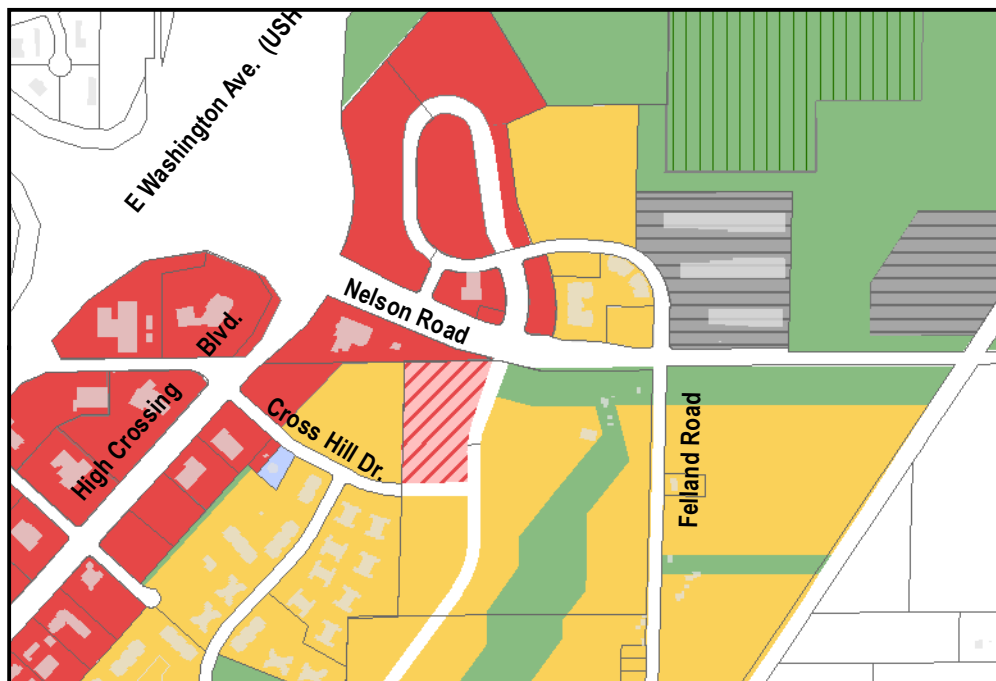 E Washington Ave. (USH
Nelson Road
High Crossing Blvd.
Cross Hill Dr.
Felland Road